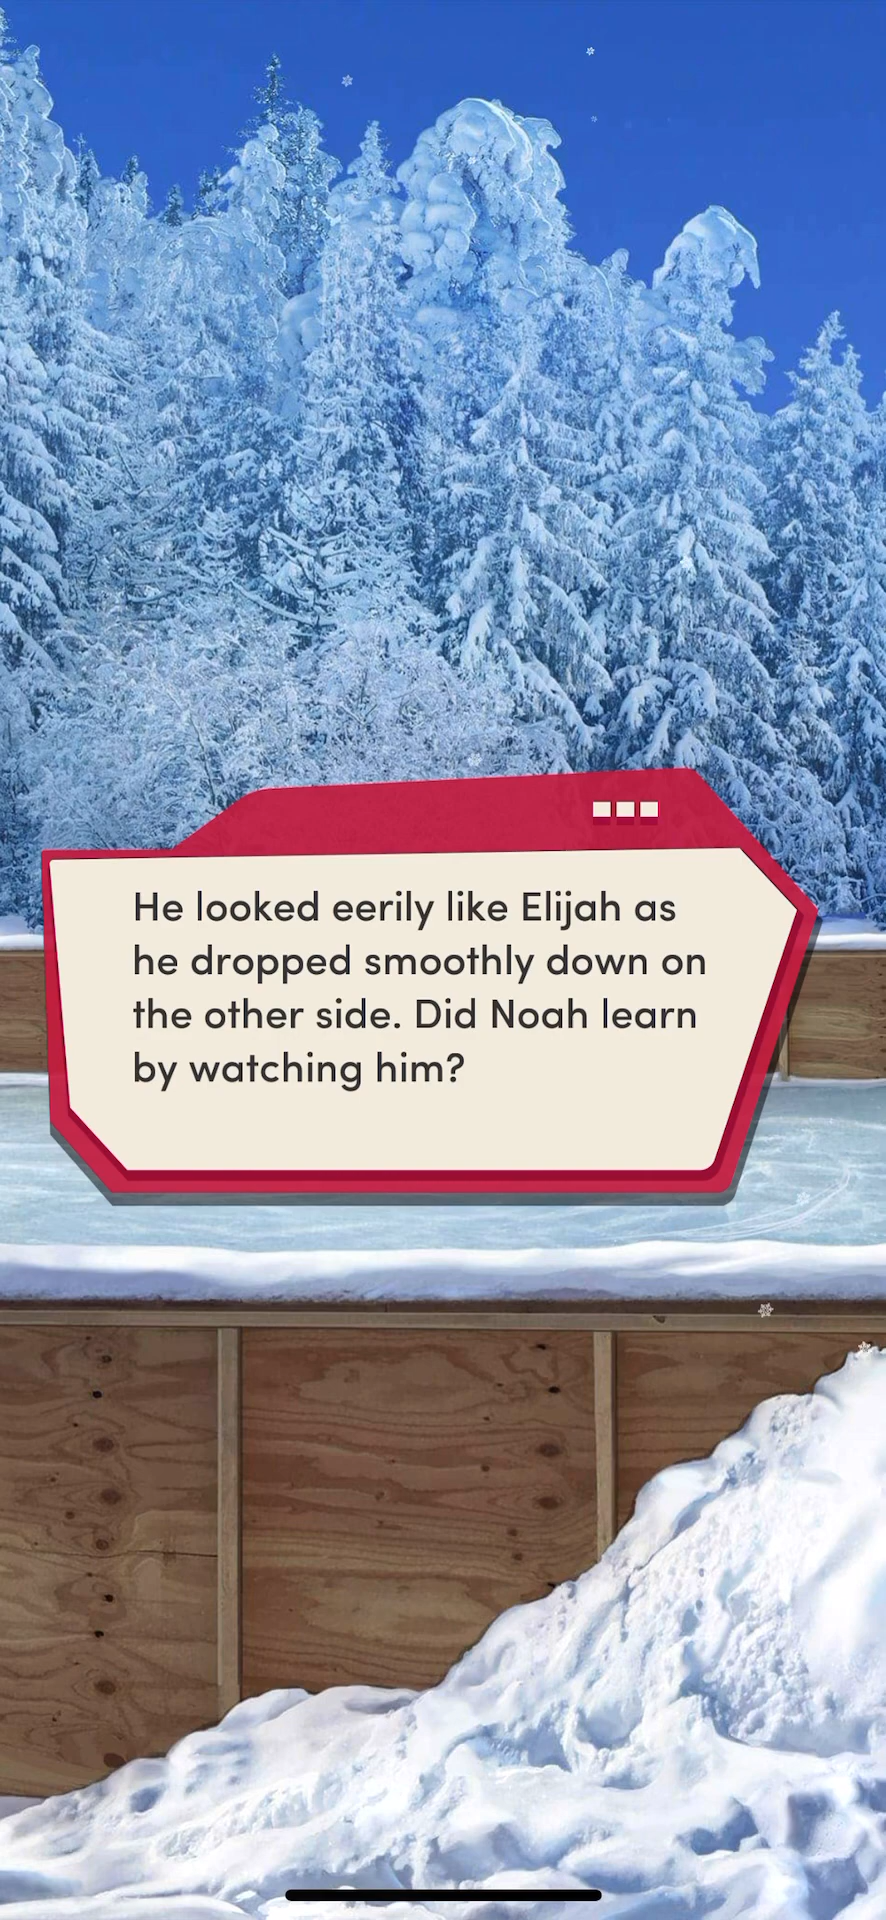 He looked eerily like Elijah as
he dropped smoothly down on
the other side. Did Noah learn
by watching him?